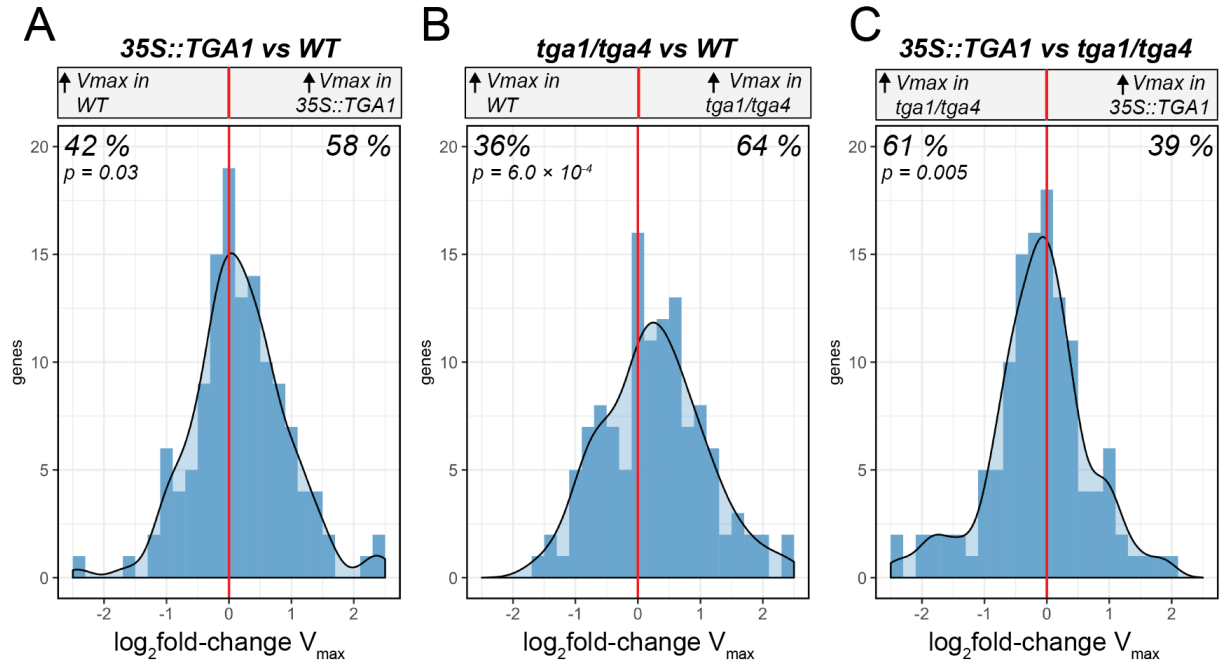 A
35S::TGA1 vs WT
↑ Vmax in
WT
↑ Vmax in
35S::TGA1
42 %
58 %
p = 0.03
20
15
10
5
0
genes
-2 -1 0 1 2
log₂fold-change Vₘₐₓ
B
tga1/tga4 vs WT
↑ Vmax in
WT
↑ Vmax in
tga1/tga4
36%
64 %
p = 6.0 × 10⁻⁴
20
15
10
5
0
genes
-2 -1 0 1 2
log₂fold-change Vₘₐₓ
C
35S::TGA1 vs tga1/tga4
↑ Vmax in
tga1/tga4
↑ Vmax in
35S::TGA1
61 %
39 %
p = 0.005
20
15
10
5
0
genes
-2 -1 0 1 2
log₂fold-change Vₘₐₓ